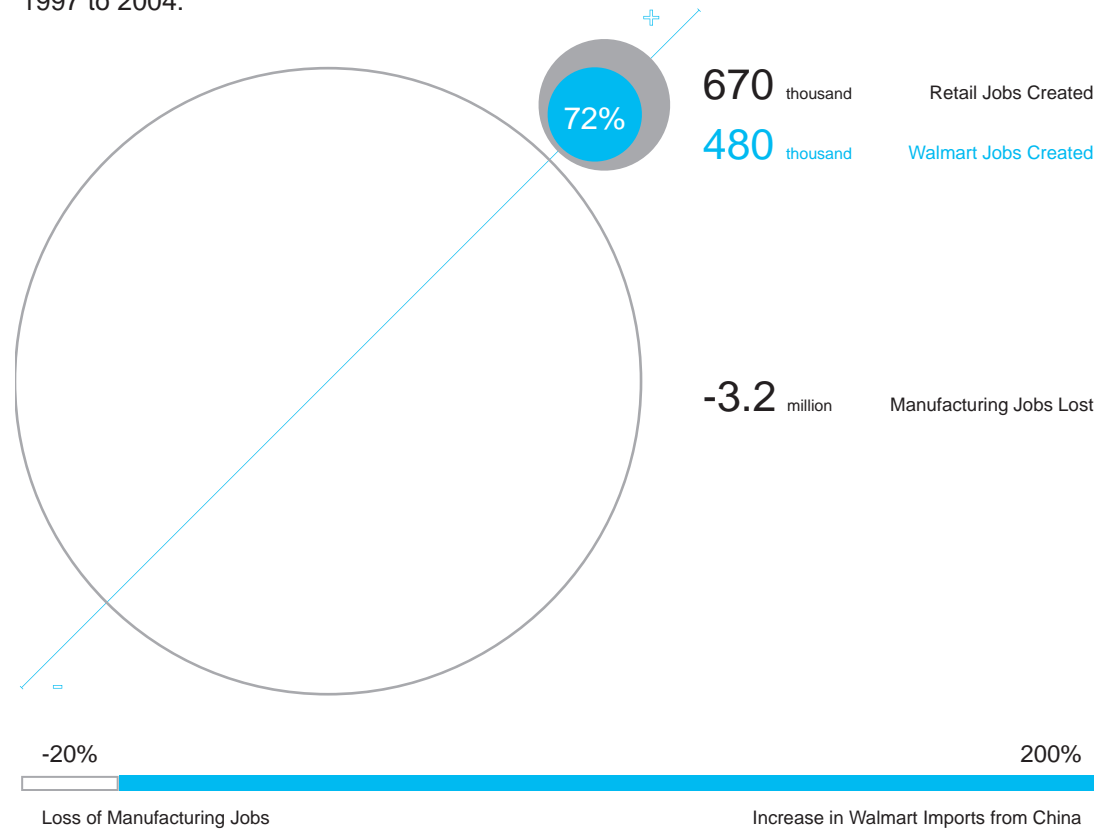 1997 to 2004.
72%
670 thousand Retail Jobs Created
480 thousand Walmart Jobs Created
-3.2 million Manufacturing Jobs Lost
-20% 200%
Loss of Manufacturing Jobs Increase in Walmart Imports from China